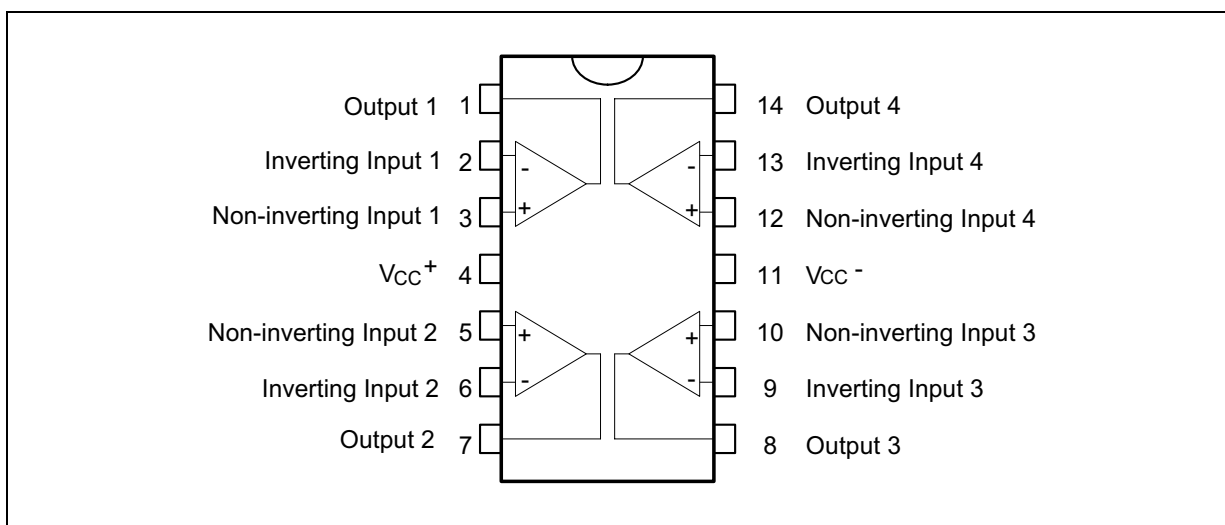 Output 1 1 14 Output 4
Inverting Input 1 2 - - 13 Inverting Input 4
Non-inverting Input 1 3 + + 12 Non-inverting Input 4
VCC+ 4 11 VCC -
Non-inverting Input 2 5 + + 10 Non-inverting Input 3
Inverting Input 2 6 - - 9 Inverting Input 3
Output 2 7 8 Output 3